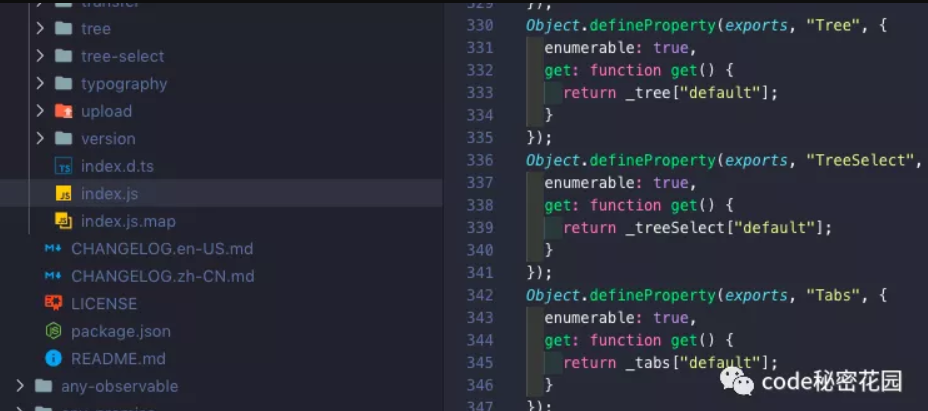 transfer
tree
tree-select
typography
upload
version
TS index.d.ts
JS index.js
JS index.js.map
M↓ CHANGELOG.en-US.md
M↓ CHANGELOG.zh-CN.md
LICENSE
JS package.json
i README.md
any-observable
329 });
330 Object.defineProperty(exports, "Tree", {
331 enumerable: true,
332 get: function get() {
333 return _tree["default"];
334 }
335 });
336 Object.defineProperty(exports, "TreeSelect",
337 enumerable: true,
338 get: function get() {
339 return _treeSelect["default"];
340 }
341 });
342 Object.defineProperty(exports, "Tabs", {
343 enumerable: true,
344 get: function get() {
345 return _tabs["default"];
346 }
347 });
code秘密花园